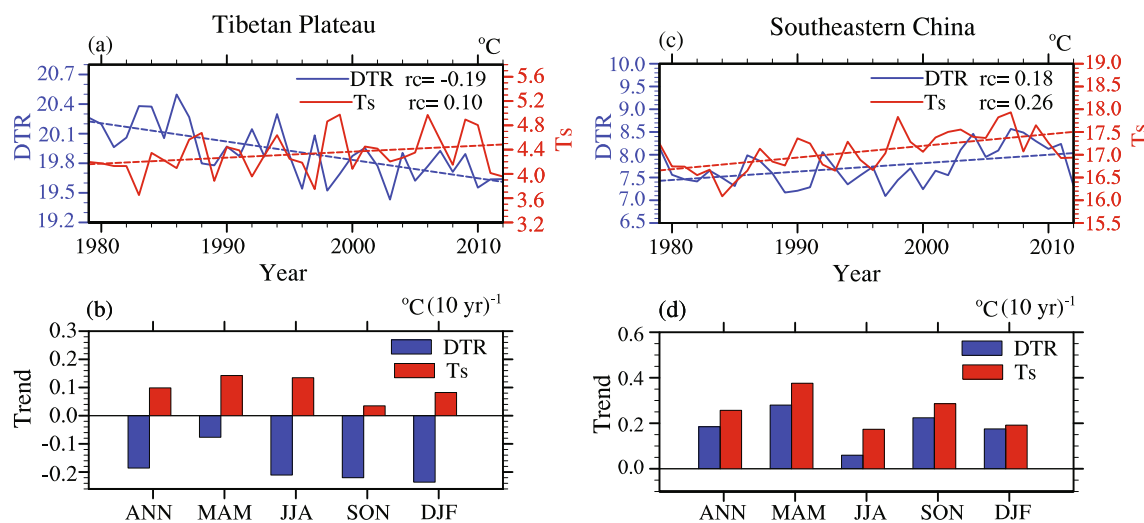 Tibetan Plateau
(a)
°C
20.7
20.4
20.1
19.8
19.5
19.2
DTR
DTR rc= -0.19
Ts rc= 0.10
5.6
4.8
4.4
4.0
3.6
3.2
Ts
1980
1990
2000
2010
Year
Southeastern China
(c)
°C
10.0
9.5
9.0
8.5
8.0
7.5
7.0
6.5
DTR
DTR rc= 0.18
Ts rc= 0.26
19.0
18.5
18.0
17.5
17.0
16.5
16.0
15.5
Ts
1980
1990
2000
2010
Year
(b)
°C (10 yr)⁻¹
0.3
0.2
0.1
0.0
-0.1
-0.2
Trend
DTR
Ts
ANN
MAM
JJA
SON
DJF
(d)
°C (10 yr)⁻¹
0.6
0.4
0.2
0.0
Trend
DTR
Ts
ANN
MAM
JJA
SON
DJF